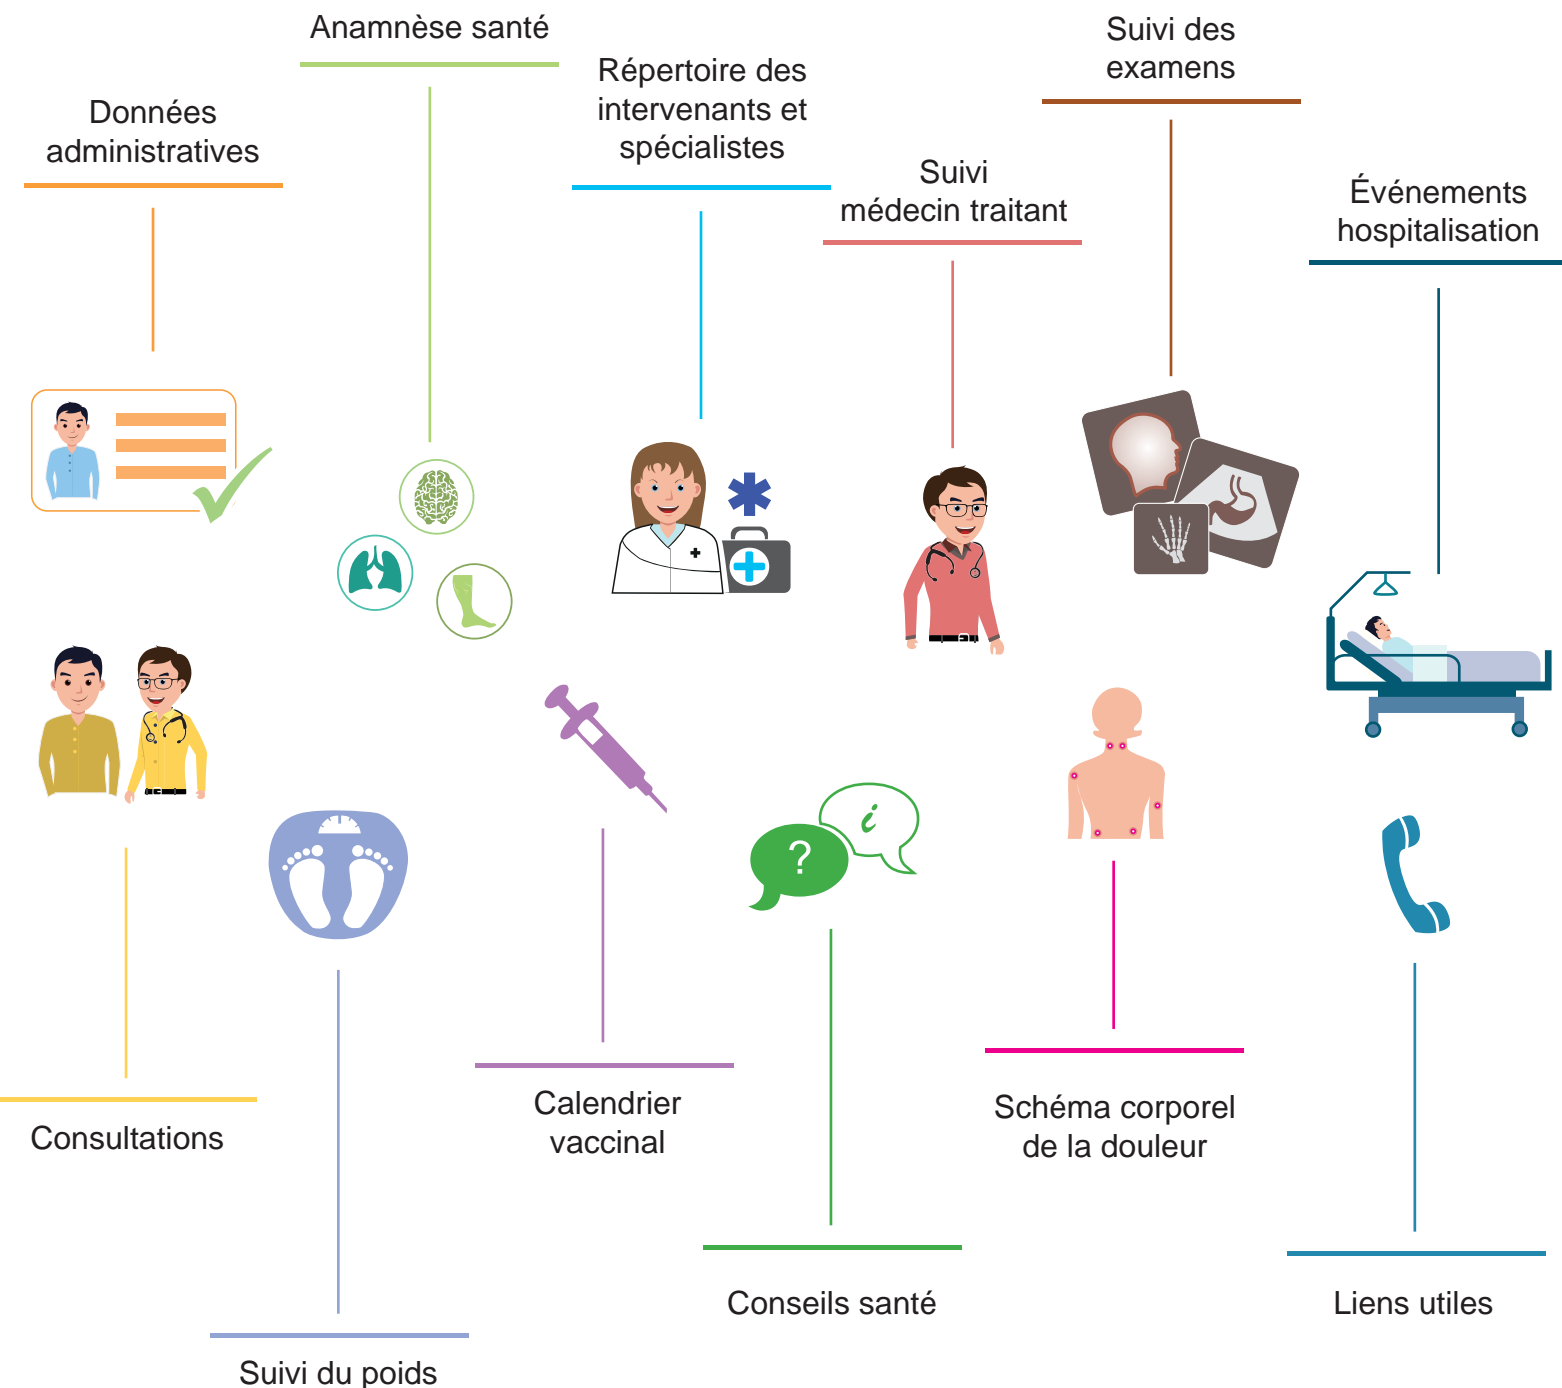 Anamnèse santé
Suivi des
examens
Répertoire des
intervenants et
spécialistes
Données
administratives
Suivi
médecin traitant
Événements
hospitalisation
i
?
Calendrier
vaccinal
Schéma corporel
de la douleur
Consultations
Conseils santé
Liens utiles
Suivi du poids